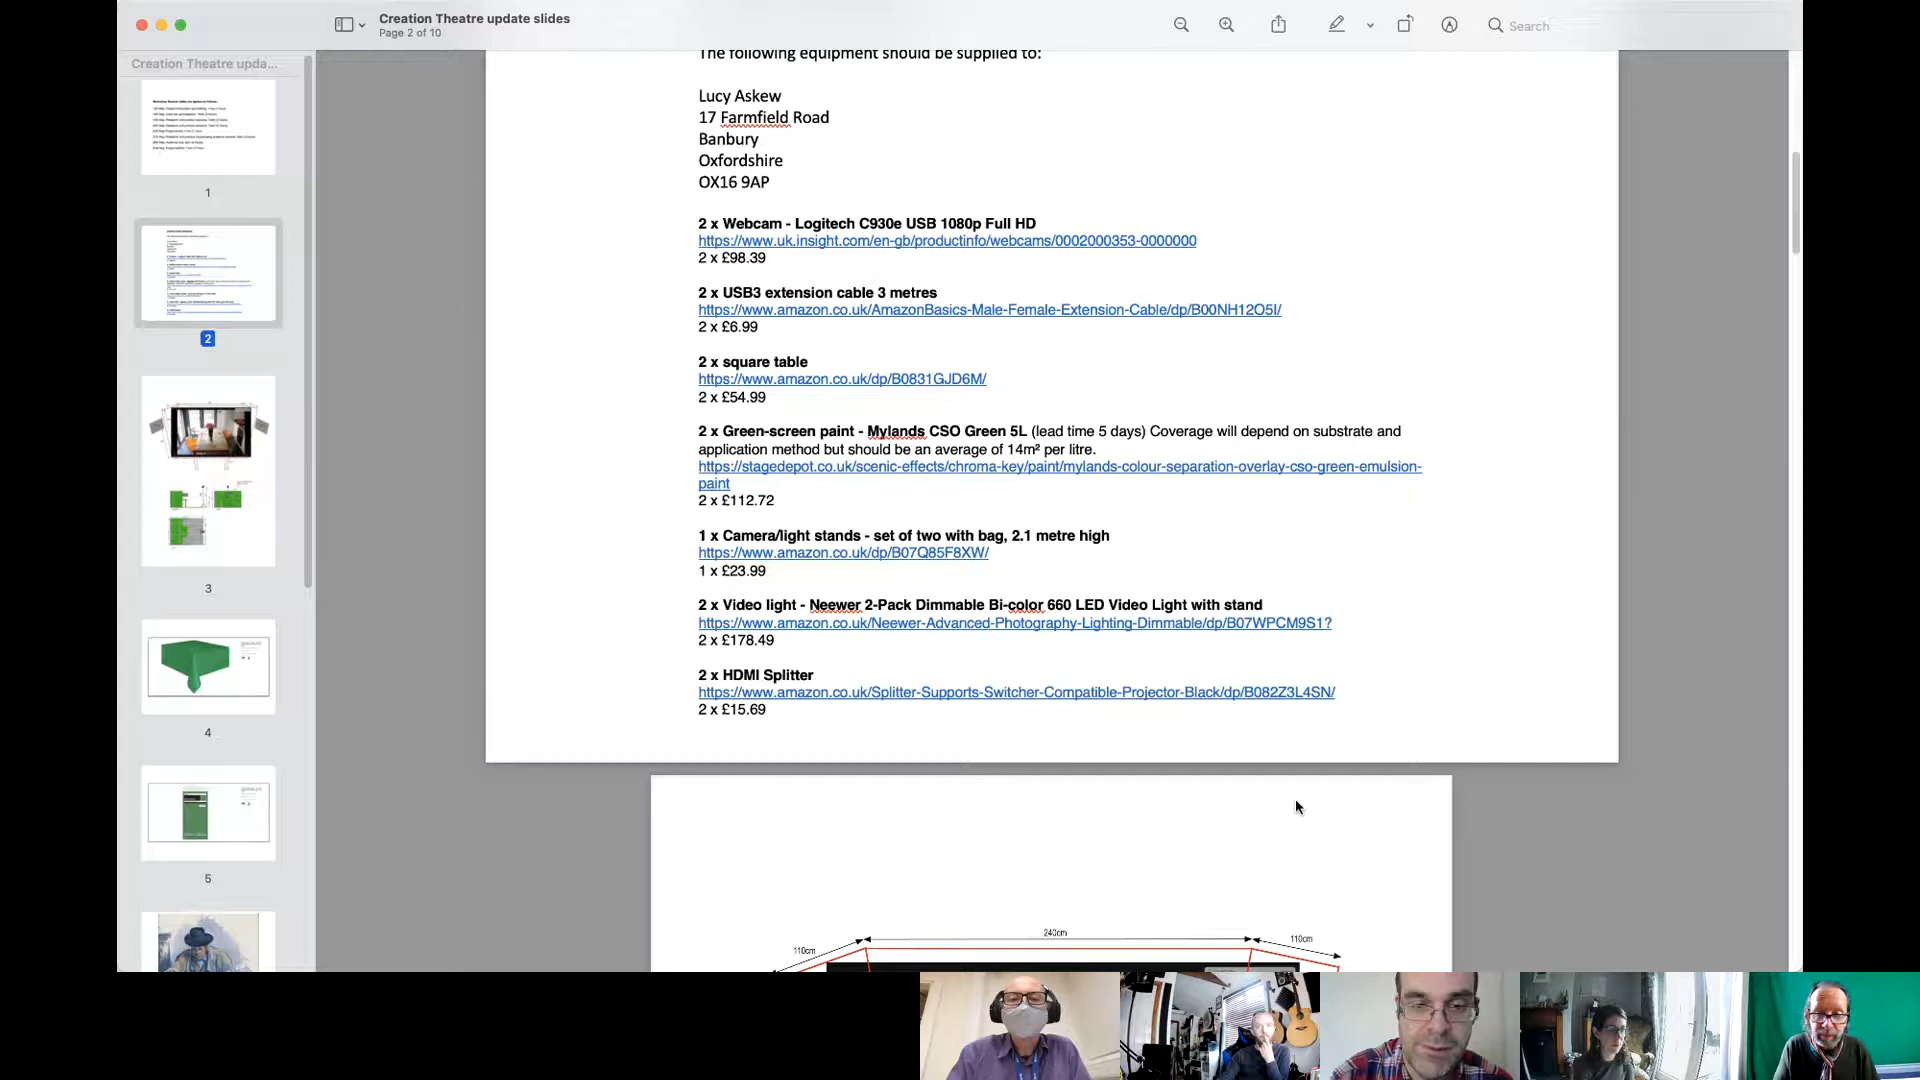 Creation Theatre update slides
Page 2 of 10
Search
Creation Theatre upda...
1
2
3
4
5
The following equipment should be supplied to:
Lucy Askew
17 Farmfield Road
Banbury
Oxfordshire
OX16 9AP
2 x Webcam - Logitech C930e USB 1080p Full HD
https://www.uk.insight.com/en-gb/productinfo/webcams/0002000353-0000000
2 x £98.39
2 x USB3 extension cable 3 metres
https://www.amazon.co.uk/AmazonBasics-Male-Female-Extension-Cable/dp/B00NH12O5I/
2 x £6.99
2 x square table
https://www.amazon.co.uk/dp/B0831GJD6M/
2 x £54.99
2 x Green-screen paint - Mylands CSO Green 5L (lead time 5 days) Coverage will depend on substrate and
application method but should be an average of 14m² per litre.
https://stagedepot.co.uk/scenic-effects/chroma-key/paint/mylands-colour-separation-overlay-cso-green-emulsion-
paint
2 x £112.72
1 x Camera/light stands - set of two with bag, 2.1 metre high
https://www.amazon.co.uk/dp/B07Q85F8XW/
1 x £23.99
2 x Video light - Neewer 2-Pack Dimmable Bi-color 660 LED Video Light with stand
https://www.amazon.co.uk/Neewer-Advanced-Photography-Lighting-Dimmable/dp/B07WPCM9S1?
2 x £178.49
2 x HDMI Splitter
https://www.amazon.co.uk/Splitter-Supports-Switcher-Compatible-Projector-Black/dp/B082Z3L4SN/
2 x £15.69
240cm
110cm
110cm